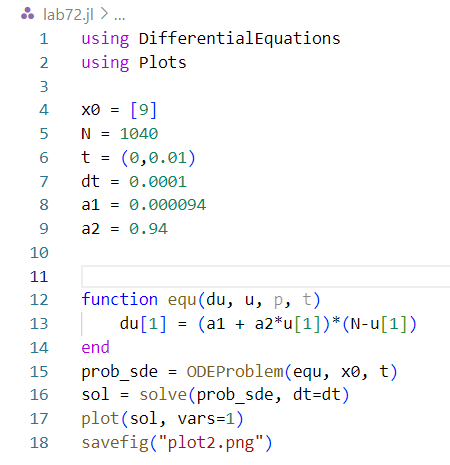 lab72.jl > ...
1 using DifferentialEquations
2 using Plots
3
4 x0 = [9]
5 N = 1040
6 t = (0,0.01)
7 dt = 0.0001
8 a1 = 0.000094
9 a2 = 0.94
10
11
12 function equ(du, u, p, t)
13     du[1] = (a1 + a2*u[1])*(N-u[1])
14 end
15 prob_sde = ODEProblem(equ, x0, t)
16 sol = solve(prob_sde, dt=dt)
17 plot(sol, vars=1)
18 savefig("plot2.png")